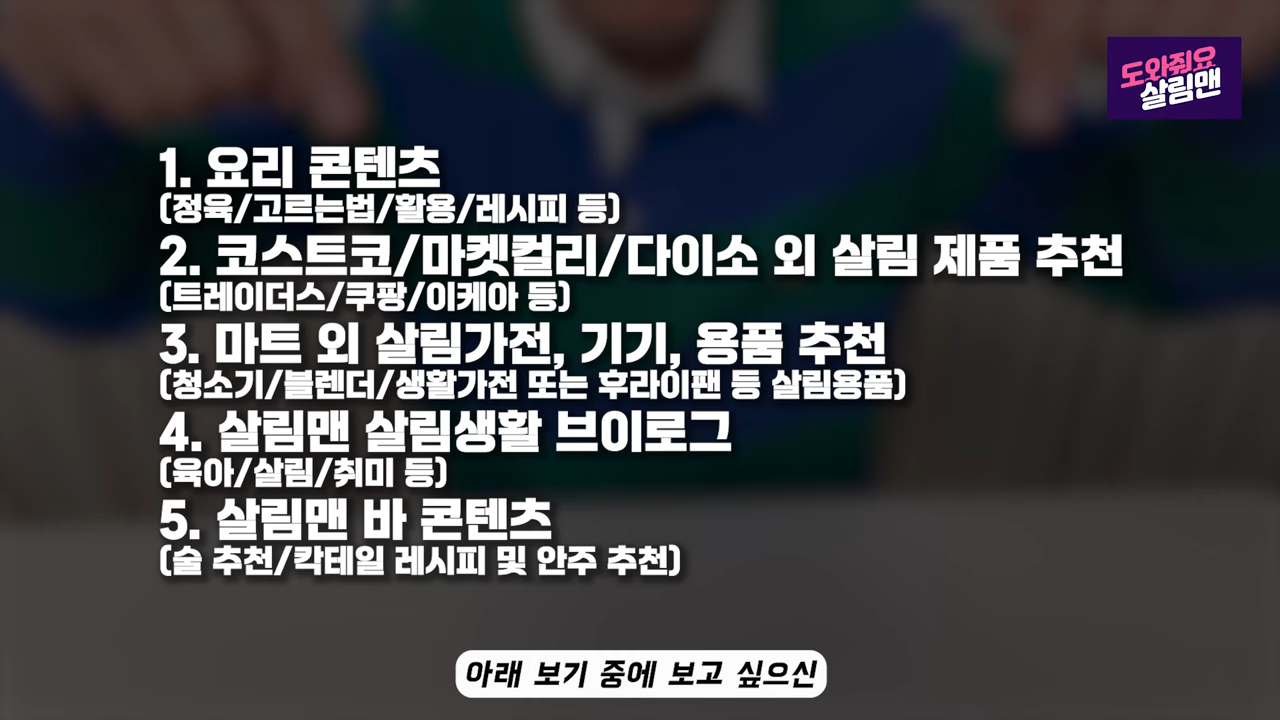 도와줘요
살림맨
1. 요리 콘텐츠
(정육/고르는법/활용/레시피 등)
2. 코스트코/마켓컬리/다이소 외 살림 제품 추천
(트레이더스/쿠팡/이케아 등)
3. 마트 외 살림가전, 기기, 용품 추천
(청소기/블렌더/생활가전 또는 후라이팬 등 살림용품)
4. 살림맨 살림생활 브이로그
(육아/살림/취미 등)
5. 살림맨 바 콘텐츠
(술 추천/칵테일 레시피 및 안주 추천)
아래 보기 중에 보고 싶으신